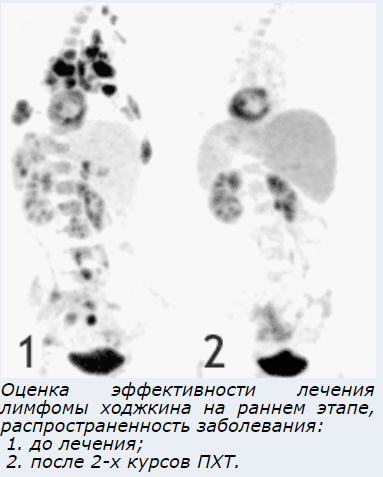 1
2
Оценка эффективности лечения
лимфомы ходжкина на раннем этапе,
распространенность заболевания:
1. до лечения;
2. после 2-х курсов ПХТ.